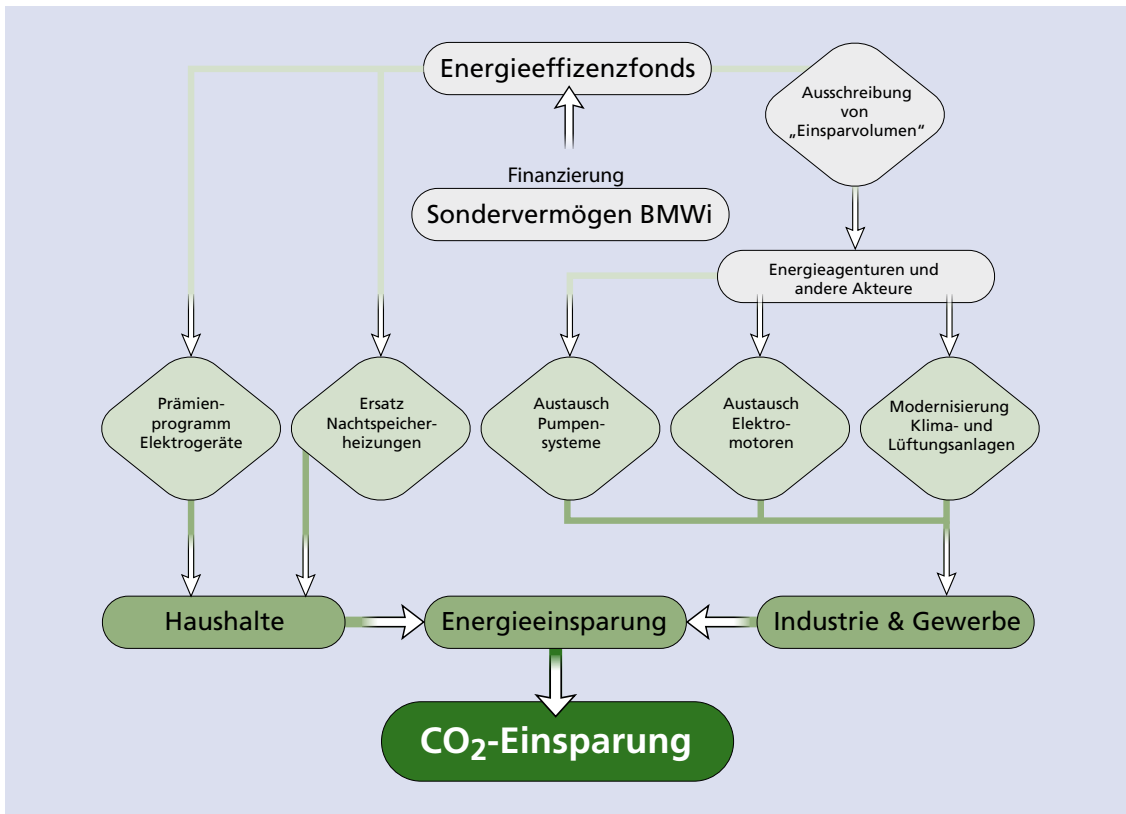 Energieeffizenzfonds
Ausschreibung
von
„Einsparvolumen”
Finanzierung
Sondervermögen BMWi
Energieagenturen und
andere Akteure
Prämien-
programm
Elektrogeräte
Ersatz
Nachtspeicher-
heizungen
Austausch
Pumpen-
systeme
Austausch
Elektro-
motoren
Modernisierung
Klima- und
Lüftungsanlagen
Haushalte
Energieeinsparung
Industrie & Gewerbe
CO₂-Einsparung